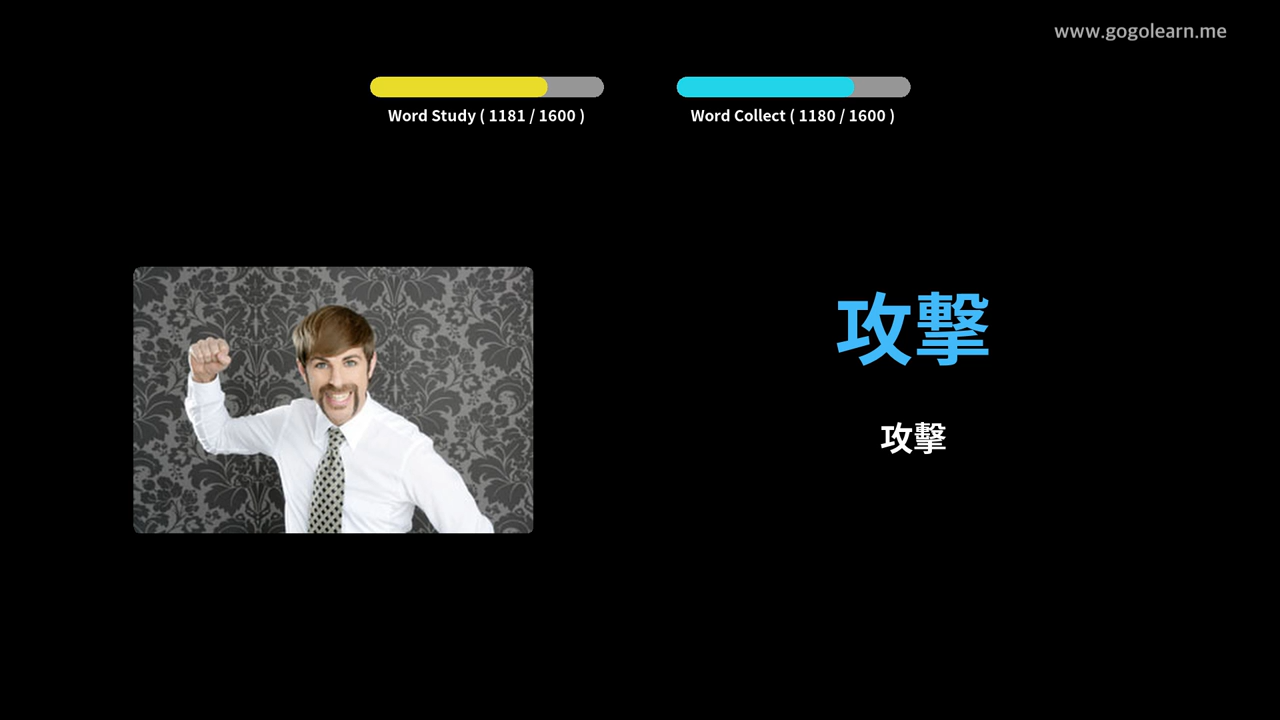 www.gogolearn.me
Word Study ( 1181 / 1600 )
Word Collect ( 1180 / 1600 )
攻擊
攻擊